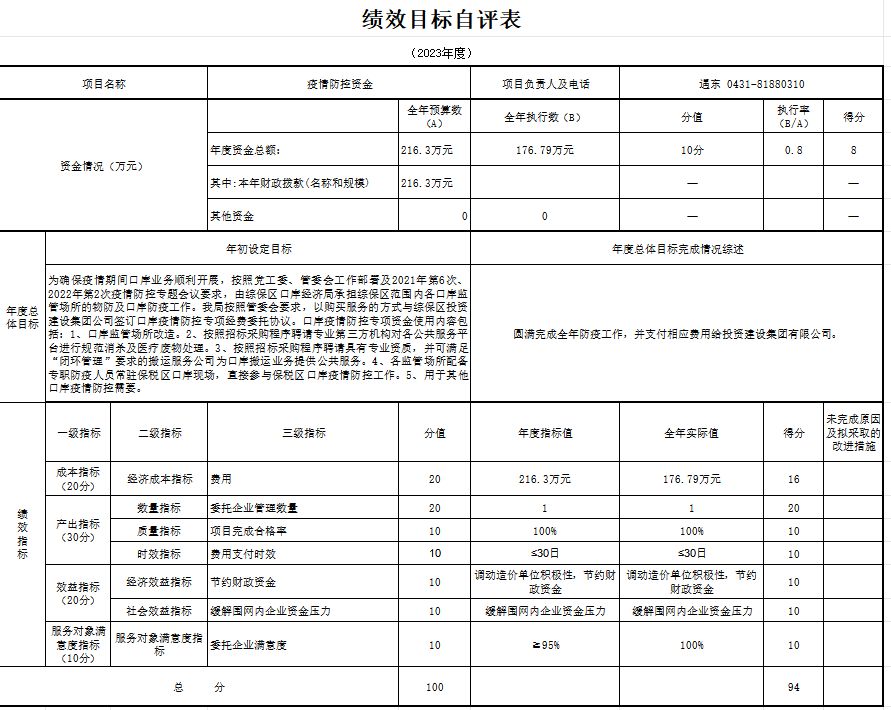 绩效目标自评表
（2023年度）
项目名称 疫情防控资金 项目负责人及电话 遇东 0431-81880310
资金情况（万元） 全年预算数（A） 全年执行数（B） 分值 执行率（B/A） 得分
年度资金总额： 216.3万元 176.79万元 10分 0.8 8
其中:本年财政拨款(名称和规模） 216.3万元 — —
其他资金 0 0 — —
年度总体目标 年初设定目标 年度总体目标完成情况综述
为确保疫情期间口岸业务顺利开展，按照党工委、管委会工作部署及2021年第6次、
2022年第2次疫情防控专题会议要求，由综保区口岸经济局承担综保区范围内各口岸监
管场所的物防及口岸防疫工作。我局按照管委会要求，以购买服务的方式与综保区投资
建设集团公司签订口岸疫情防控专项经费委托协议。口岸疫情防控专项资金使用内容包
括：1、口岸监管场所改造。2、按照招标采购程序聘请专业第三方机构对各公共服务平
台进行规范消杀及医疗废物处理。3、按照招标采购程序聘请具有专业资质，并可满足
“闭环管理”要求的搬运服务公司为口岸搬运业务提供公共服务。4、各监管场所配备
专职防疫人员常驻保税区口岸现场，直接参与保税区口岸疫情防控工作。5、用于其他
口岸疫情防控需要。
圆满完成全年防疫工作，并支付相应费用给投资建设集团有限公司。
绩效指标 一级指标 二级指标 三级指标 分值 年度指标值 全年实际值 得分 未完成原因及拟采取的改进措施
成本指标（20分） 经济成本指标 费用 20 216.3万元 176.79万元 16
产出指标（30分） 数量指标 委托企业管理数量 20 1 1 20
质量指标 项目完成合格率 10 100% 100% 10
时效指标 费用支付时效 10 ≤30日 ≤30日 10
效益指标（20分） 经济效益指标 节约财政资金 10 调动造价单位积极性，节约财政资金 调动造价单位积极性，节约财政资金 10
社会效益指标 缓解围网内企业资金压力 10 缓解围网内企业资金压力 缓解围网内企业资金压力 10
服务对象满意度指标（10分） 服务对象满意度指标 委托企业满意度 10 ≥95% 100% 10
总 分 100 94